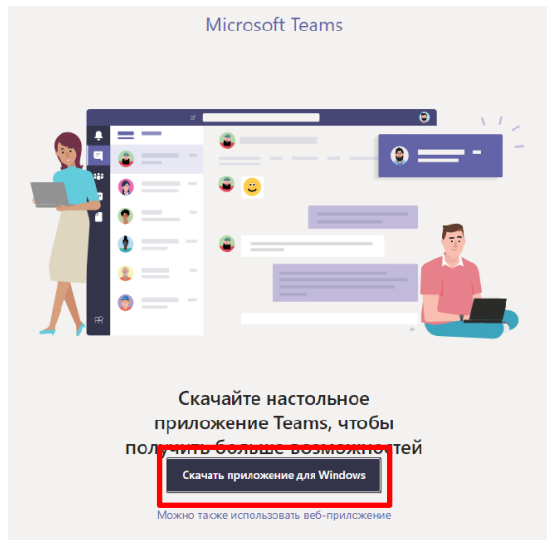 Microsoft Teams
Скачайте настольное
приложение Teams, чтобы
получить больше возможностей
Скачать приложение для Windows
Можно также использовать веб-приложение